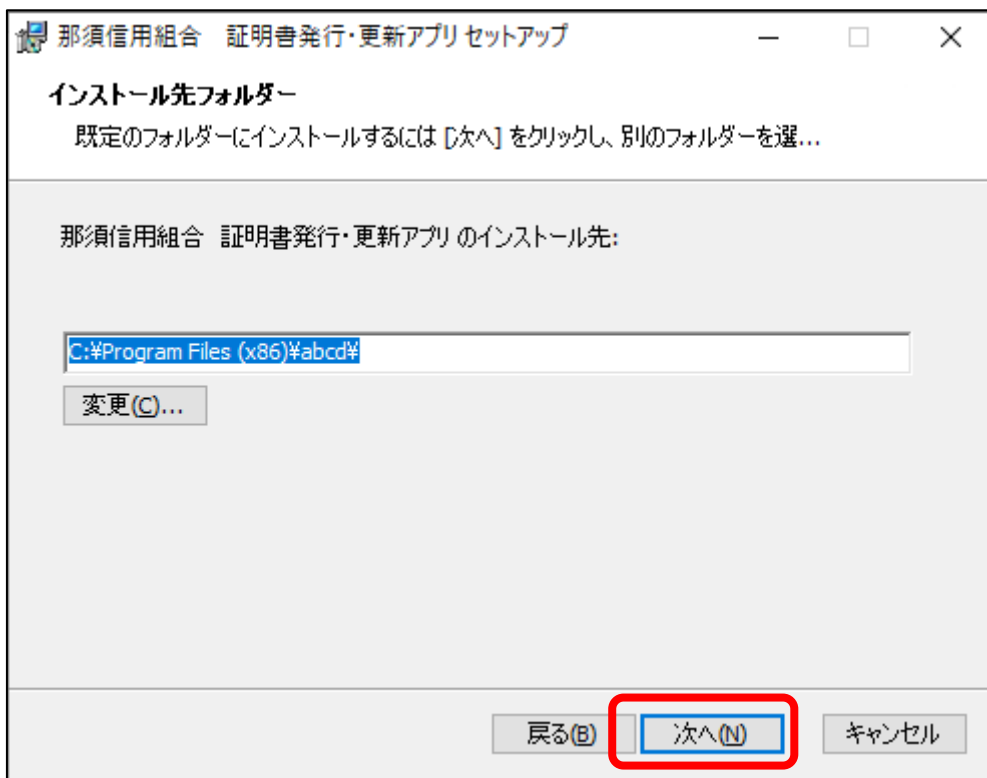 那須信用組合　証明書発行・更新アプリ セットアップ
インストール先フォルダー
既定のフォルダーにインストールするには [次へ] をクリックし、別のフォルダーを選...
那須信用組合　証明書発行・更新アプリ のインストール先:
C:¥Program Files (x86)¥abcd¥
変更(C)...
戻る(B) 次へ(N) キャンセル